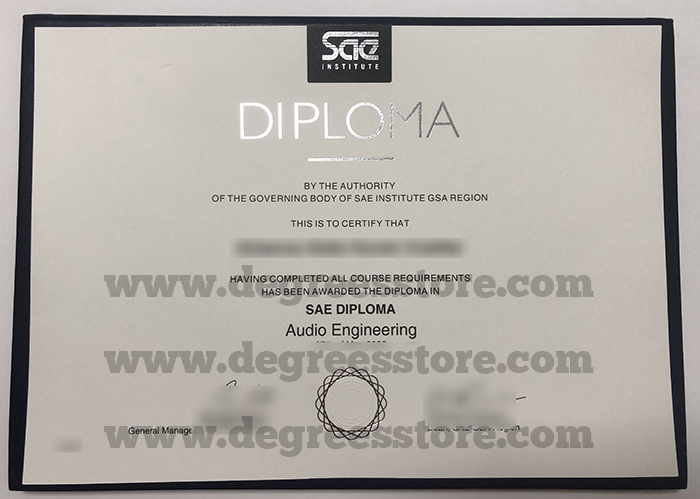 sae
INSTITUTE
DIPLOMA
BY THE AUTHORITY
OF THE GOVERNING BODY OF SAE INSTITUTE GSA REGION
THIS IS TO CERTIFY THAT
HAVING COMPLETED ALL COURSE REQUIREMENTS
www.degreesstore.com
HAS BEEN AWARDED THE DIPLOMA IN
SAE DIPLOMA
Audio Engineering
www.degreesstore.com
General Manage
www.degreesstore.com